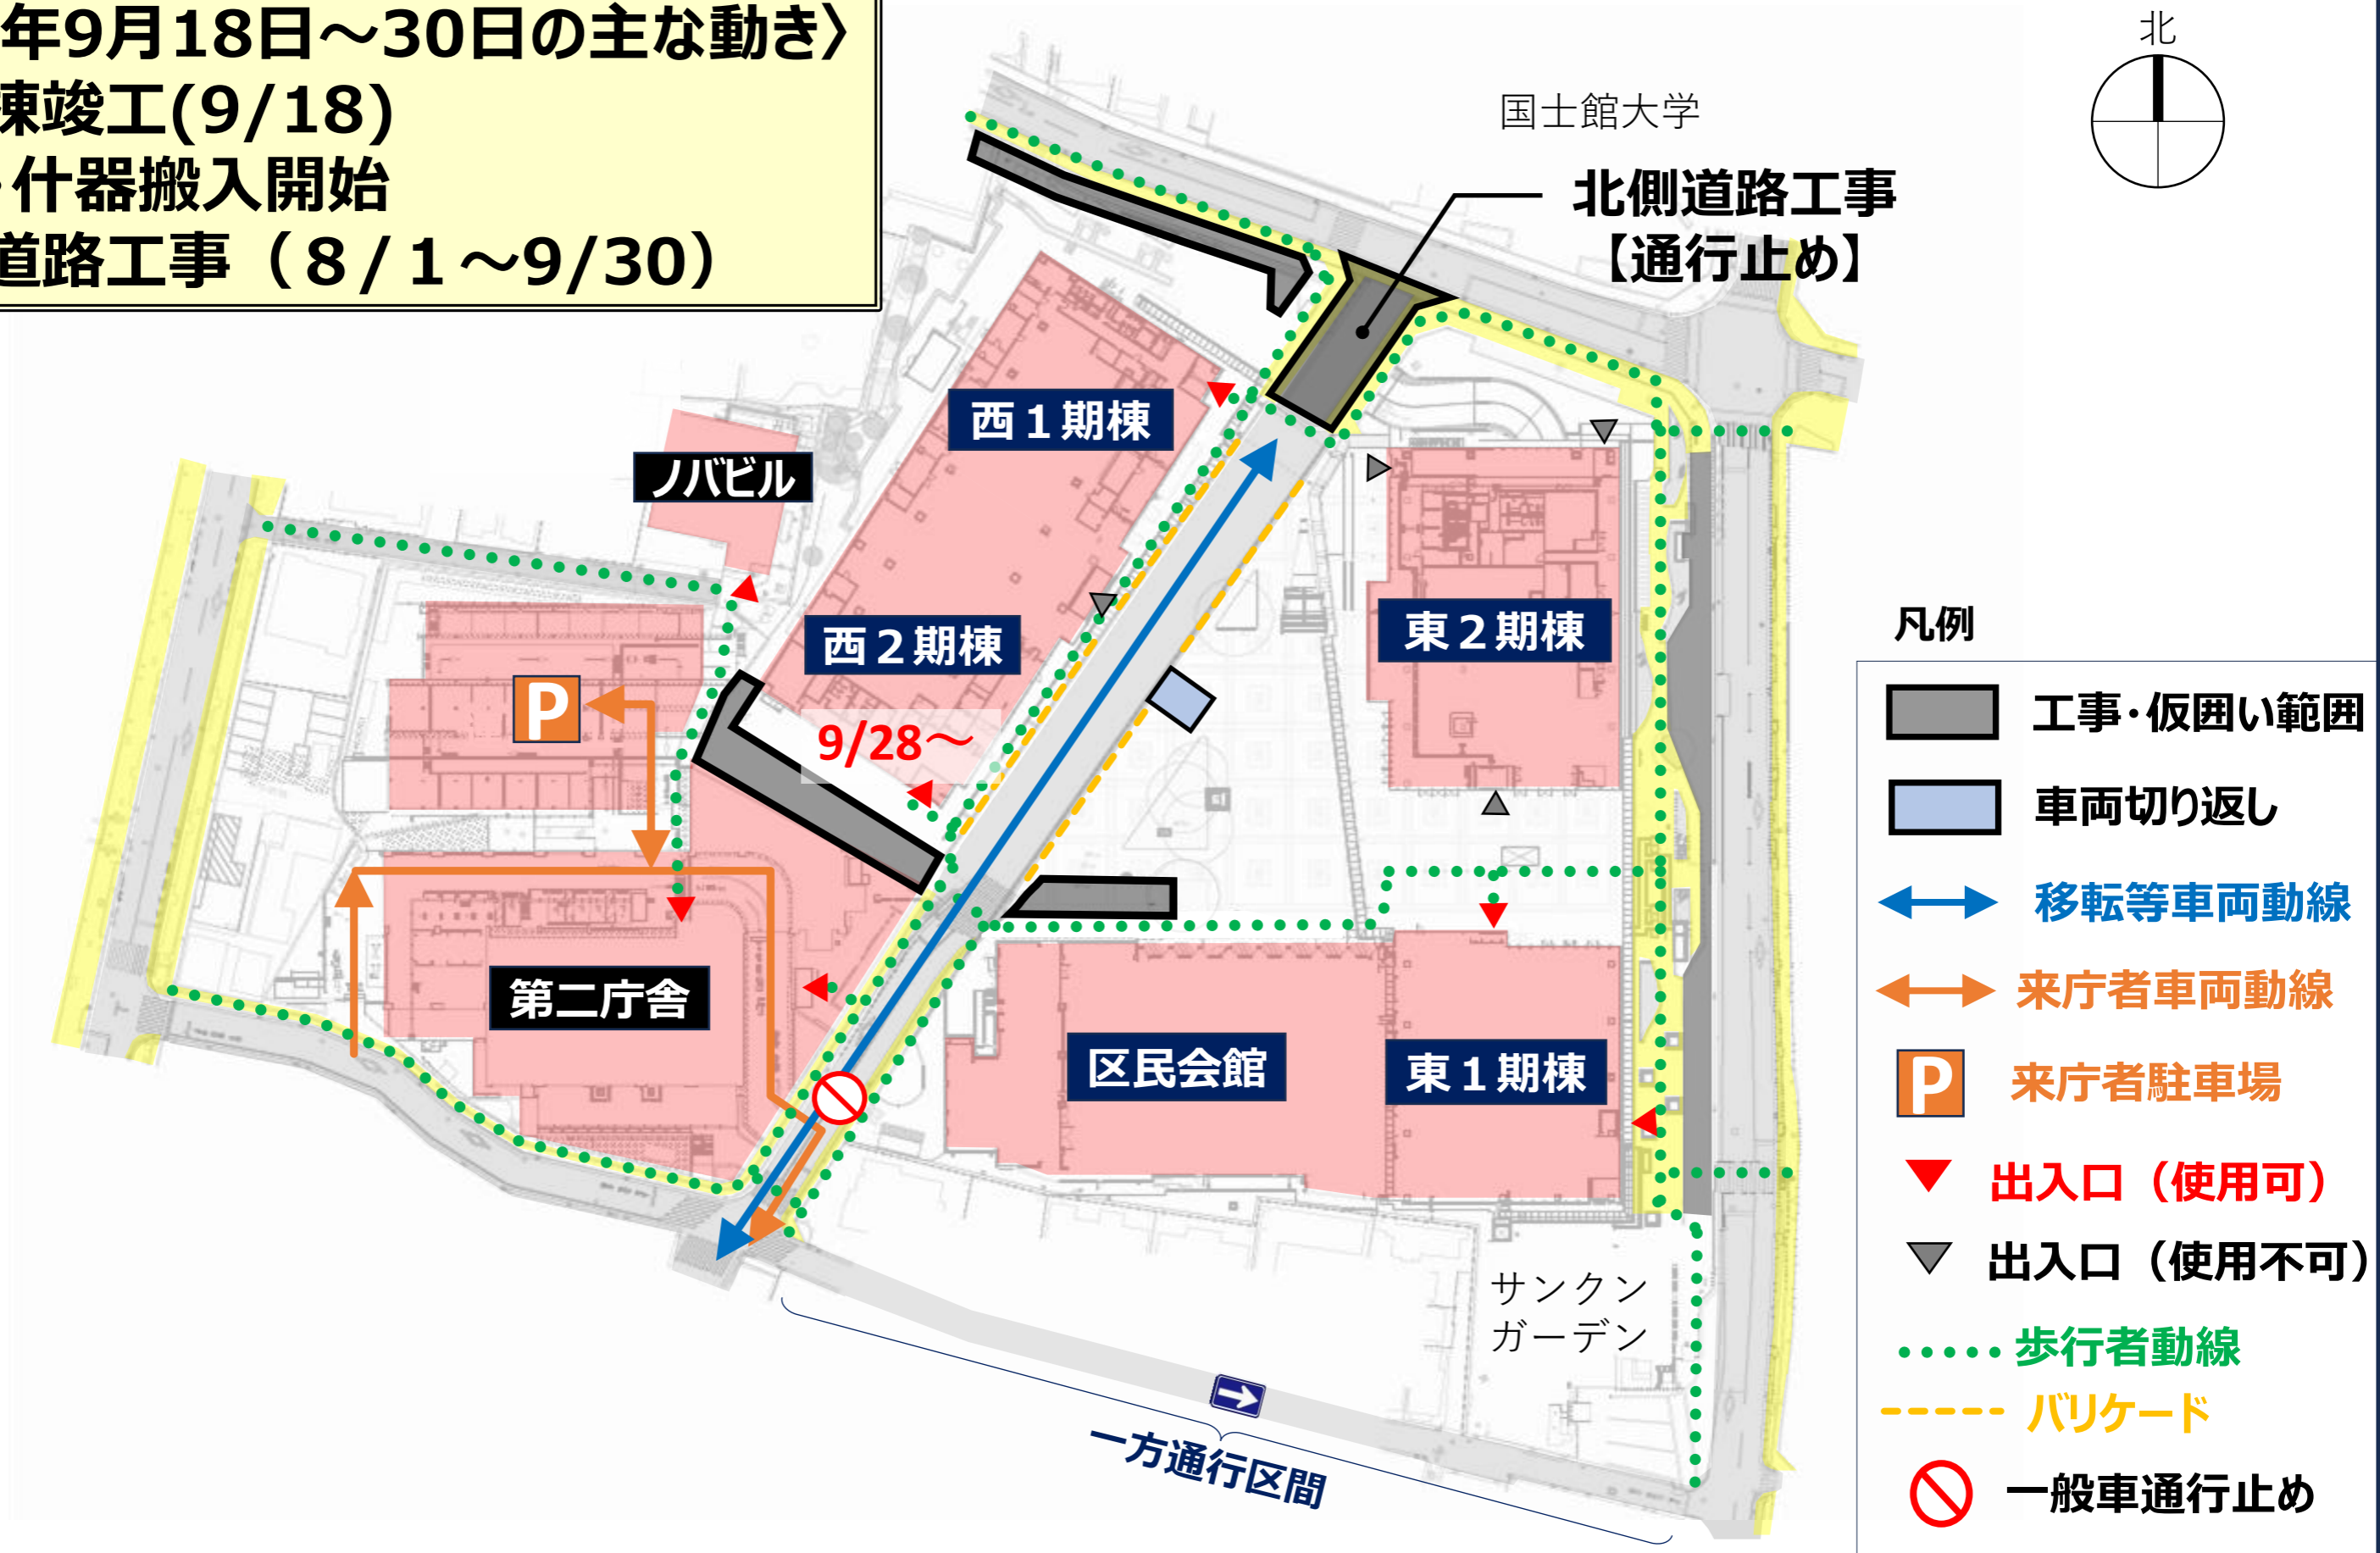 年9月18日～30日の主な動き〉
棟竣工(9/18)
・什器搬入開始
道路工事（８/１～9/30）
北
国士館大学
北側道路工事
【通行止め】
西１期棟
ノバビル
西２期棟
東２期棟
P
9/28～
第二庁舎
区民会館
東１期棟
サンクン
ガーデン
一方通行区間
凡例
工事・仮囲い範囲
車両切り返し
移転等車両動線
来庁者車両動線
P
来庁者駐車場
出入口（使用可）
出入口（使用不可）
歩行者動線
バリケード
一般車通行止め